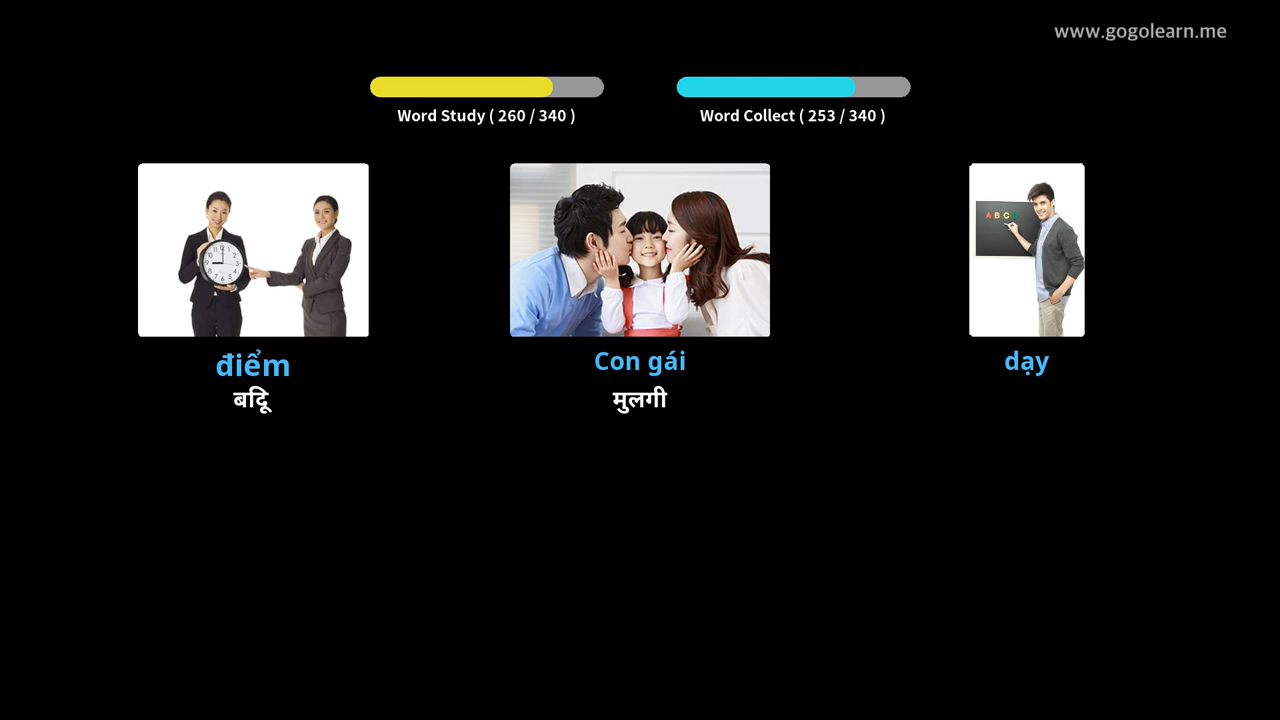 www.gogolearn.me
Word Study ( 260 / 340 )
Word Collect ( 253 / 340 )
A B C D
điểm
Con gái
dạy
बिंदू
मुलगी